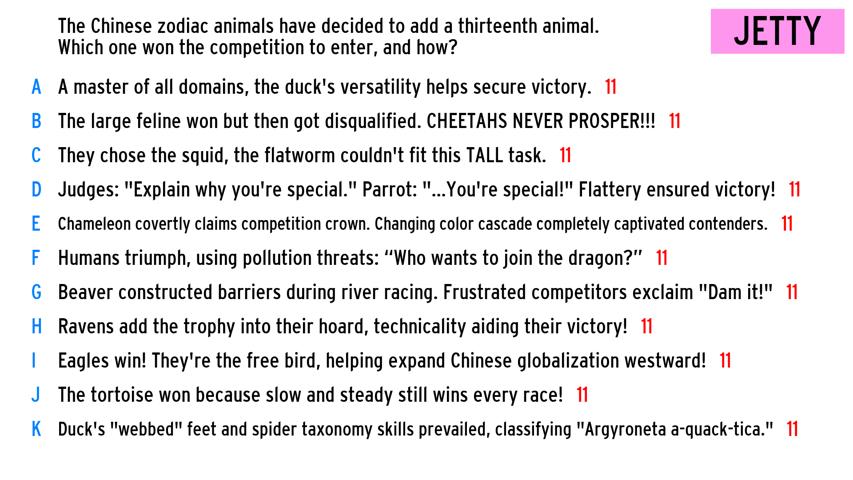 The Chinese zodiac animals have decided to add a thirteenth animal.
Which one won the competition to enter, and how?
JETTY
A A master of all domains, the duck's versatility helps secure victory. 11
B The large feline won but then got disqualified. CHEETAHS NEVER PROSPER!!! 11
C They chose the squid, the flatworm couldn't fit this TALL task. 11
D Judges: "Explain why you're special." Parrot: "...You're special!" Flattery ensured victory! 11
E Chameleon covertly claims competition crown. Changing color cascade completely captivated contenders. 11
F Humans triumph, using pollution threats: “Who wants to join the dragon?” 11
G Beaver constructed barriers during river racing. Frustrated competitors exclaim "Dam it!" 11
H Ravens add the trophy into their hoard, technicality aiding their victory! 11
I Eagles win! They're the free bird, helping expand Chinese globalization westward! 11
J The tortoise won because slow and steady still wins every race! 11
K Duck's "webbed" feet and spider taxonomy skills prevailed, classifying "Argyroneta a-quack-tica." 11